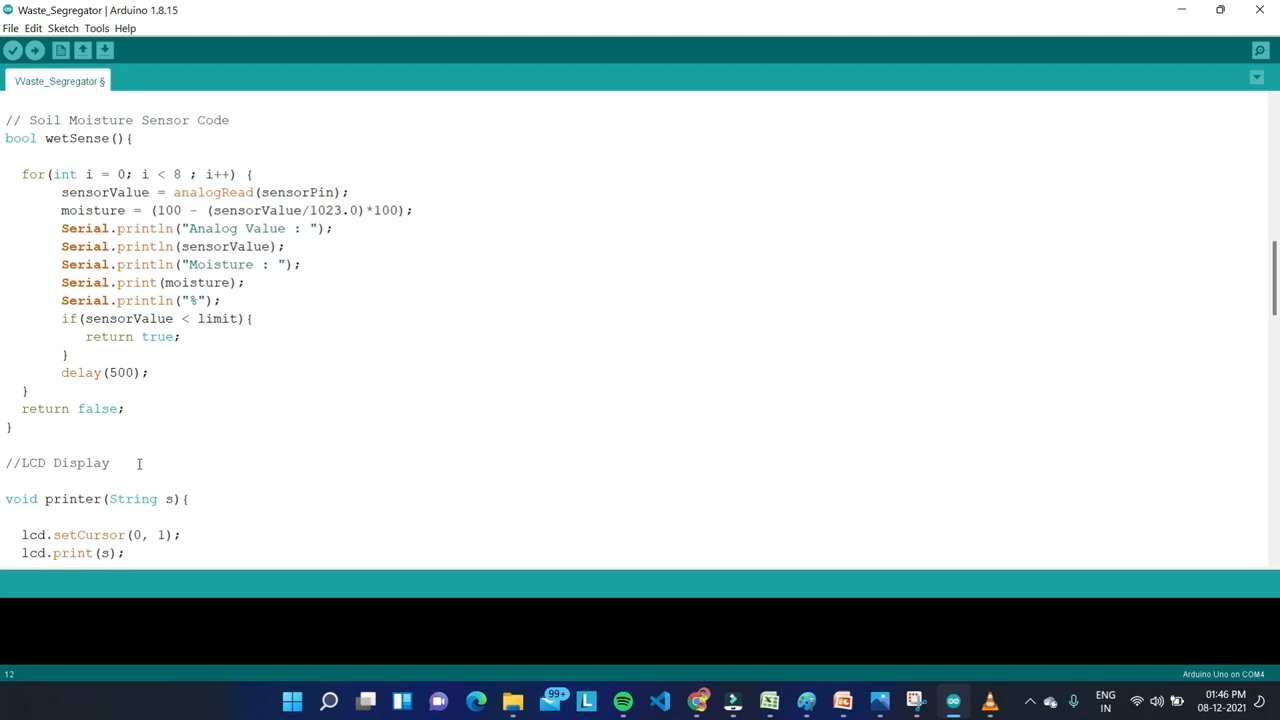 Waste_Segregator | Arduino 1.8.15
File Edit Sketch Tools Help
Waste_Segregator §
// Soil Moisture Sensor Code
bool wetSense(){
for(int i = 0; i < 8 ; i++) {
sensorValue = analogRead(sensorPin);
moisture = (100 - (sensorValue/1023.0)*100);
Serial.println("Analog Value : ");
Serial.println(sensorValue);
Serial.println("Moisture : ");
Serial.print(moisture);
Serial.println("%");
if(sensorValue < limit){
return true;
}
delay(500);
}
return false;
}
//LCD Display
void printer(String s){
lcd.setCursor(0, 1);
lcd.print(s);
12
Arduino Uno on COM4
99+
L
ENG
IN
01:46 PM
08-12-2021